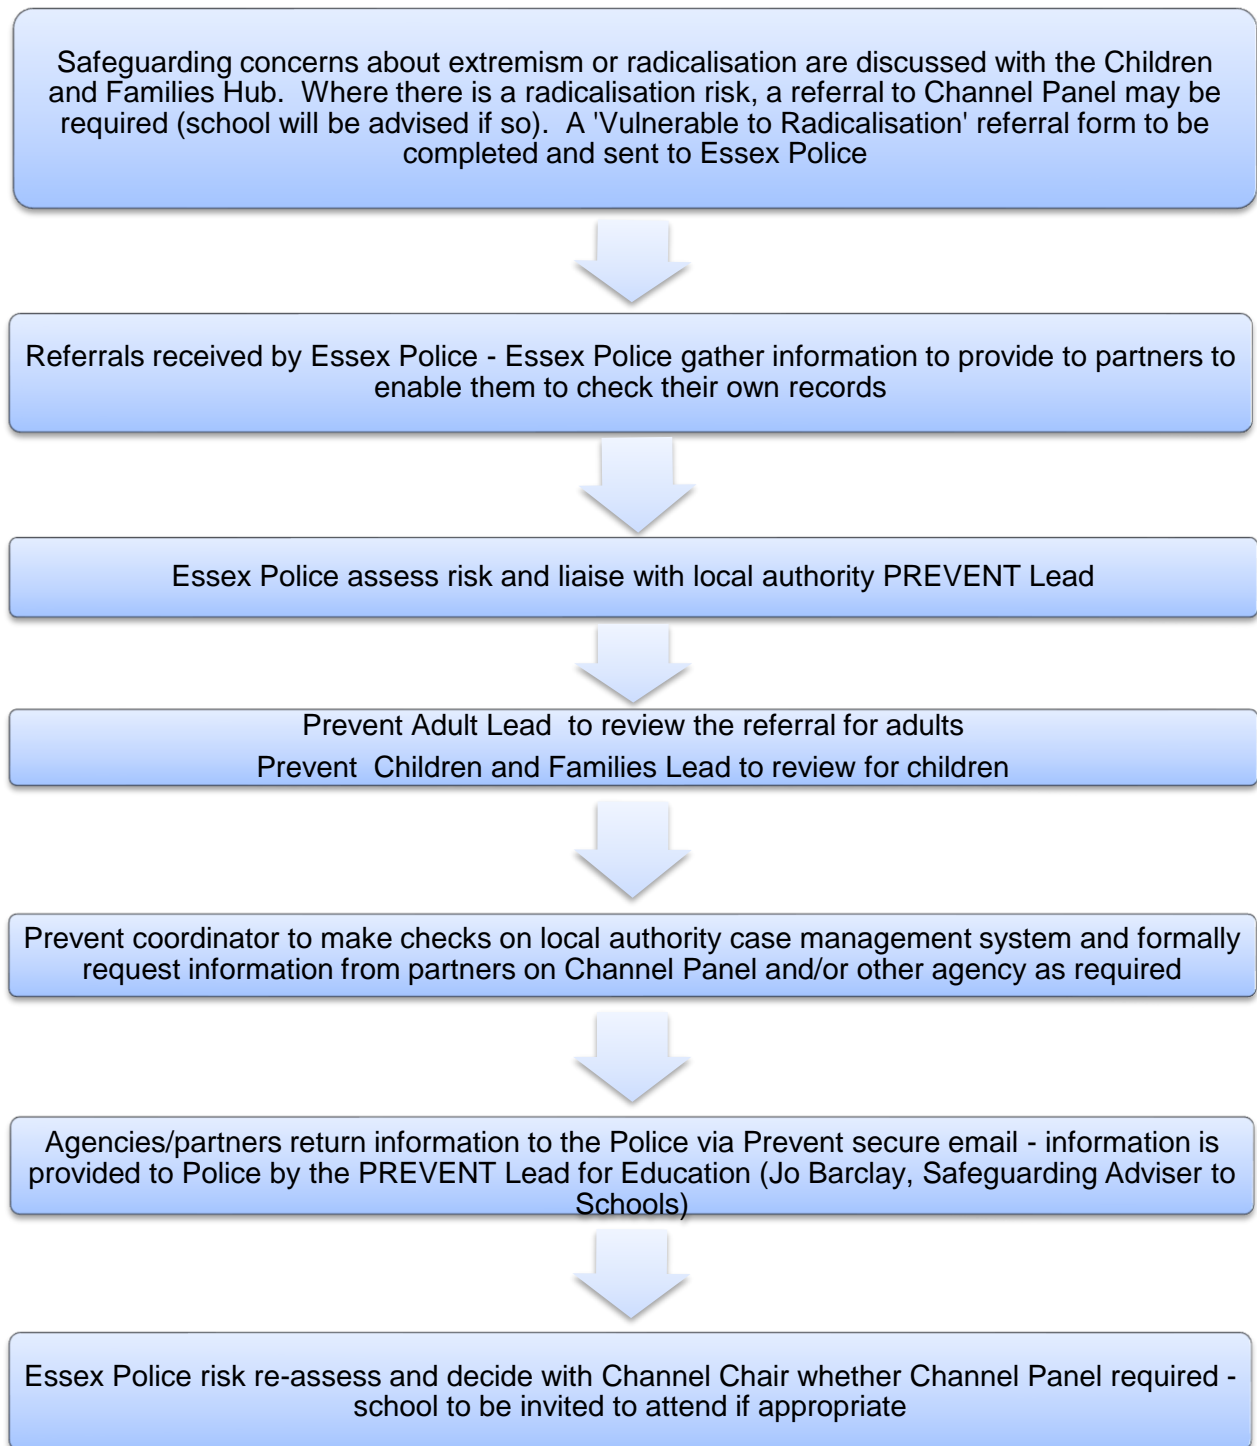 Safeguarding concerns about extremism or radicalisation are discussed with the Children
and Families Hub.  Where there is a radicalisation risk, a referral to Channel Panel may be
required (school will be advised if so).  A 'Vulnerable to Radicalisation' referral form to be
completed and sent to Essex Police
Referrals received by Essex Police - Essex Police gather information to provide to partners to
enable them to check their own records
Essex Police assess risk and liaise with local authority PREVENT Lead
Prevent Adult Lead  to review the referral for adults
Prevent  Children and Families Lead to review for children
Prevent coordinator to make checks on local authority case management system and formally
request information from partners on Channel Panel and/or other agency as required
Agencies/partners return information to the Police via Prevent secure email - information is
provided to Police by the PREVENT Lead for Education (Jo Barclay, Safeguarding Adviser to
Schools)
Essex Police risk re-assess and decide with Channel Chair whether Channel Panel required -
school to be invited to attend if appropriate